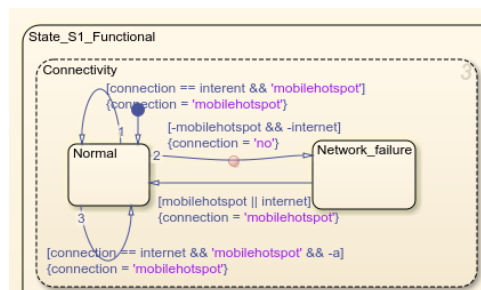 State_S1_Functional
Connectivity
3
[connection == interent && 'mobilehotspot']
{connection = 'mobilehotspot'}
1
[-mobilehotspot && -internet]
{connection = 'no'}
Normal
2
Network_failure
[mobilehotspot || internet]
{connection = 'mobilehotspot'}
3
[connection == internet && 'mobilehotspot' && -a]
{connection = 'mobilehotspot'}